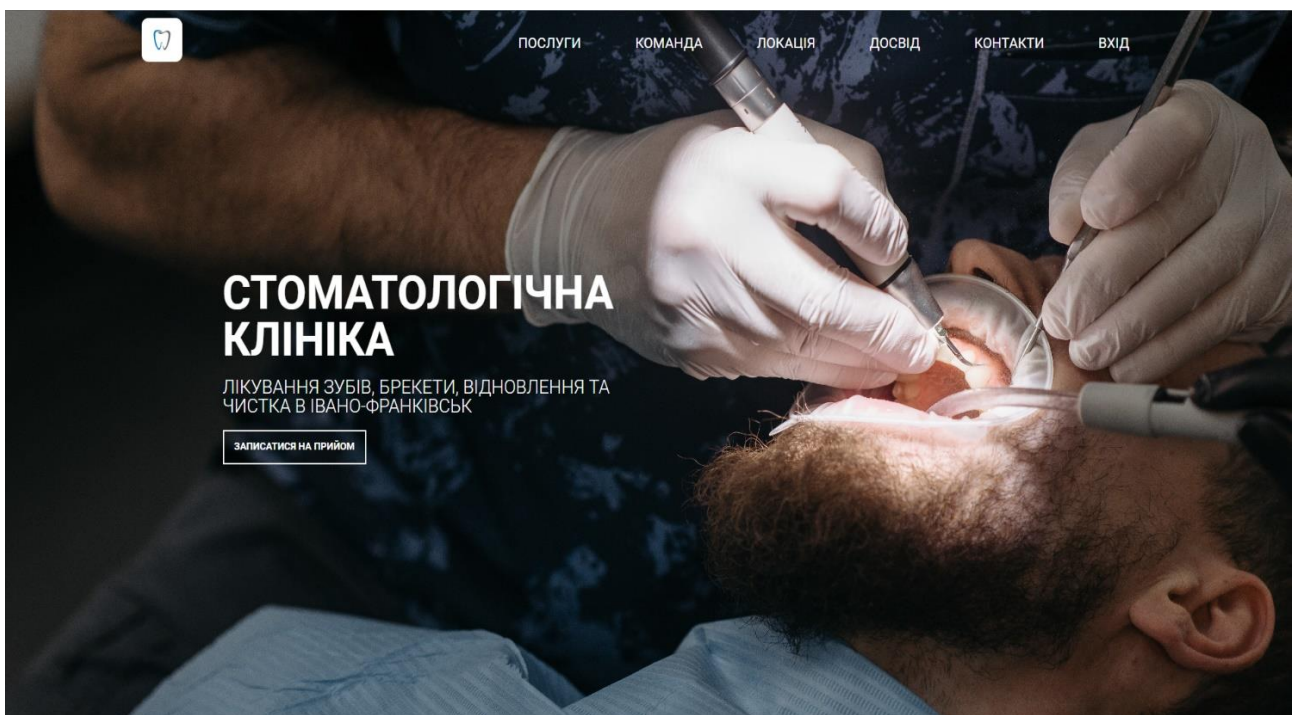 ПОСЛУГИ КОМАНДА ЛОКАЦІЯ ДОСВІД КОНТАКТИ ВХІД
СТОМАТОЛОГІЧНА
КЛІНІКА
ЛІКУВАННЯ ЗУБІВ, БРЕКЕТИ, ВІДНОВЛЕННЯ ТА
ЧИСТКА В ІВАНО-ФРАНКІВСЬК
ЗАПИСАТИСЯ НА ПРИЙОМ